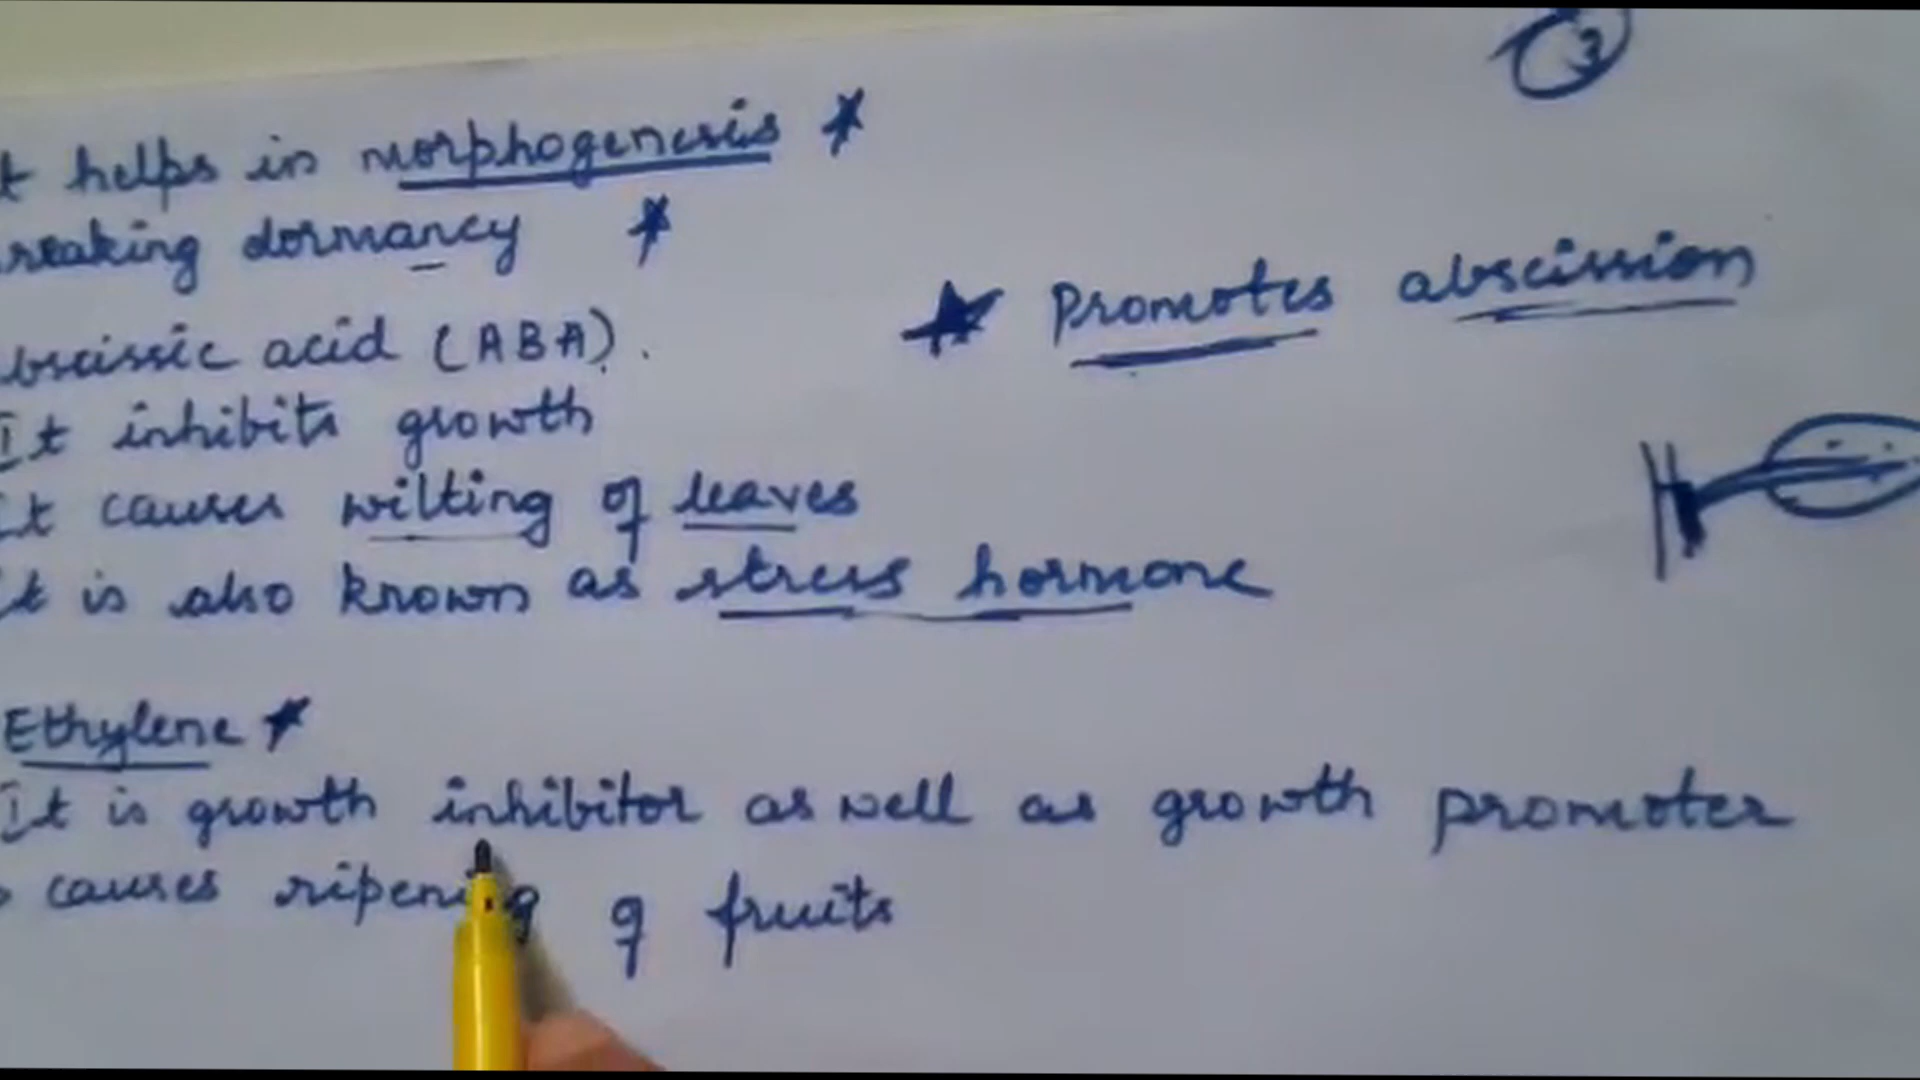 3
t helps in morphogenesis
reaking dormancy
Promotes abscission
bscissic acid (ABA).
It inhibits growth
It causes wilting of leaves
It is also known as stress hormone
Ethylene
It is growth inhibitor as well as growth promoter
causes ripening of fruits